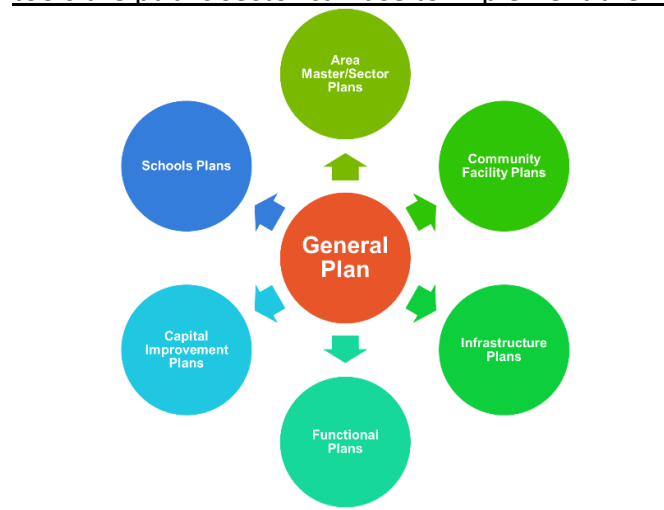 Area
Master/Sector
Plans
Schools Plans
Community
Facility Plans
General
Plan
Capital
Improvement
Plans
Infrastructure
Plans
Functional
Plans